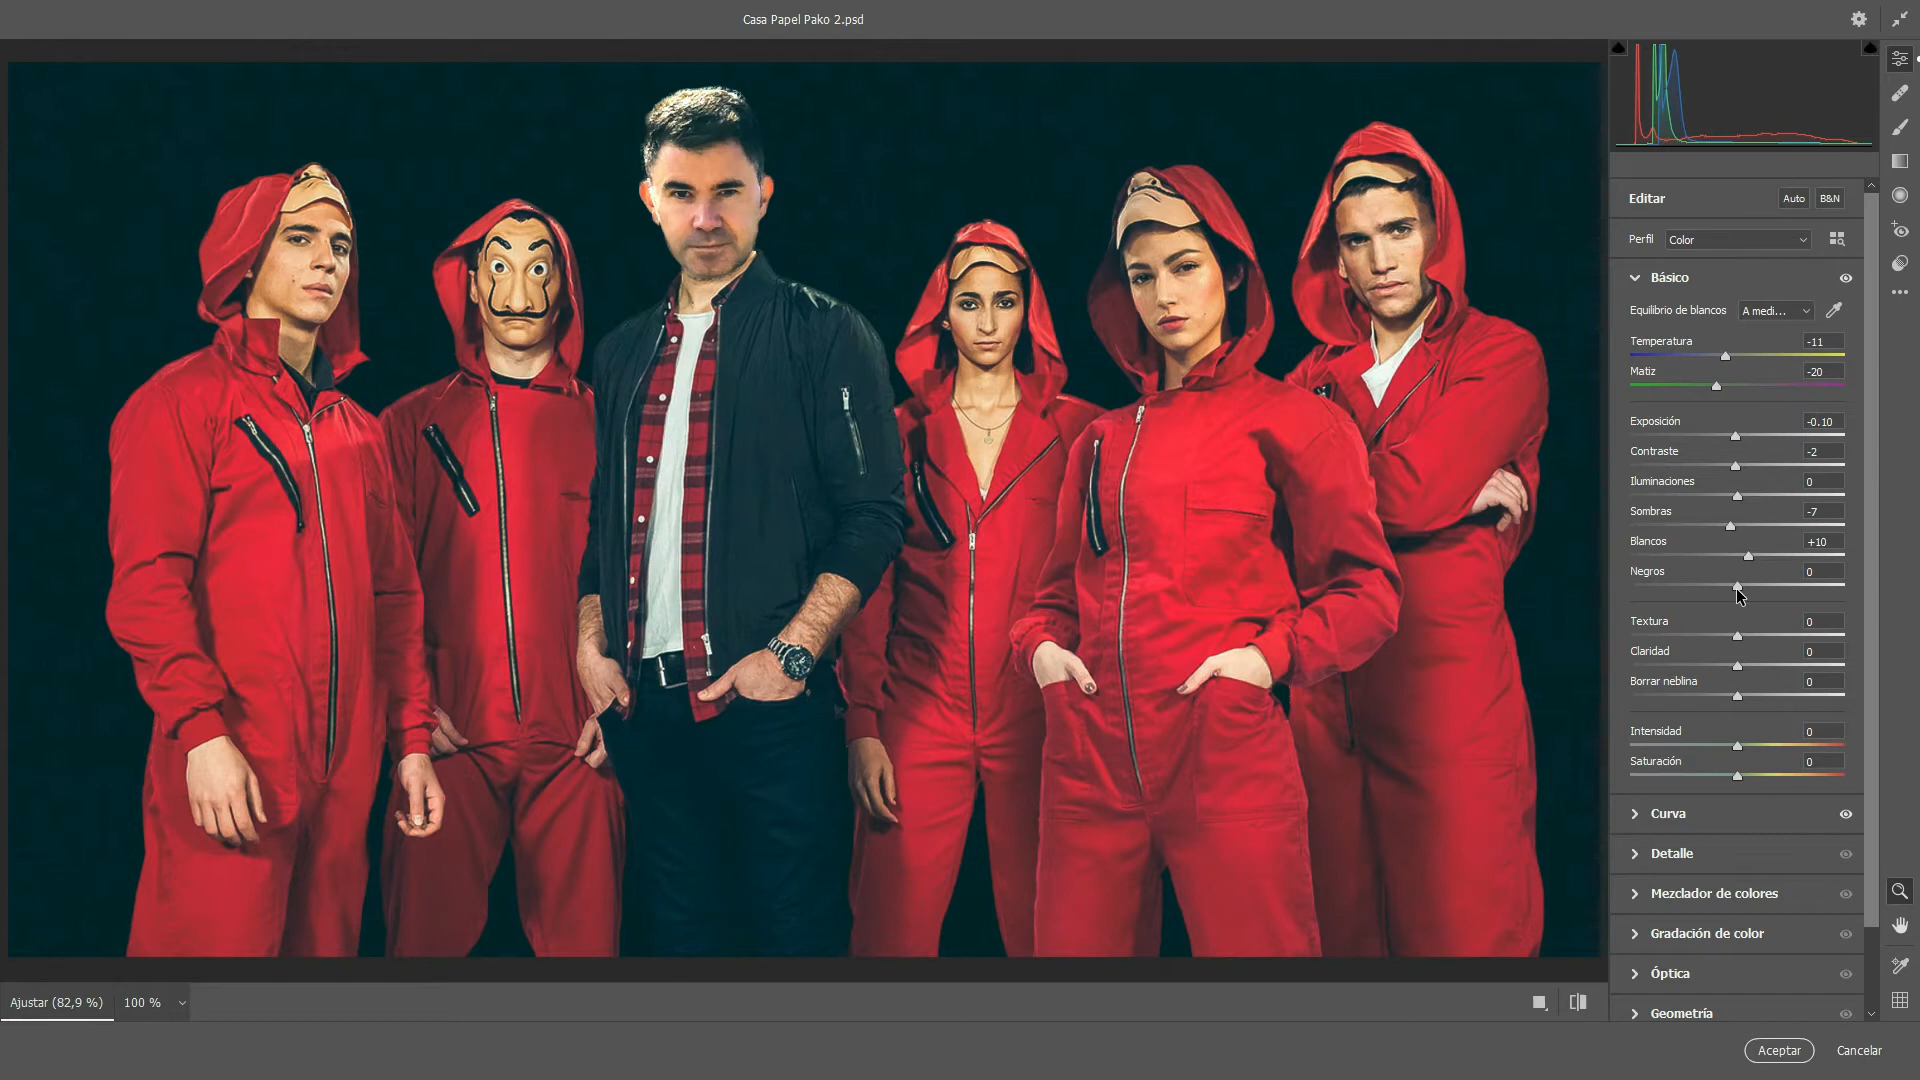 Casa Papel Pako 2.psd
Editar
Auto
B&N
Perfil
Color
Básico
Equilibrio de blancos
A medi...
Temperatura
-11
Matiz
-20
Exposición
-0.10
Contraste
-2
Iluminaciones
0
Sombras
-7
Blancos
+10
Negros
0
Textura
0
Claridad
0
Borrar neblina
0
Intensidad
0
Saturación
0
Curva
Detalle
Mezclador de colores
Gradación de color
Óptica
Geometría
Ajustar (82,9 %)
100 %
Aceptar
Cancelar